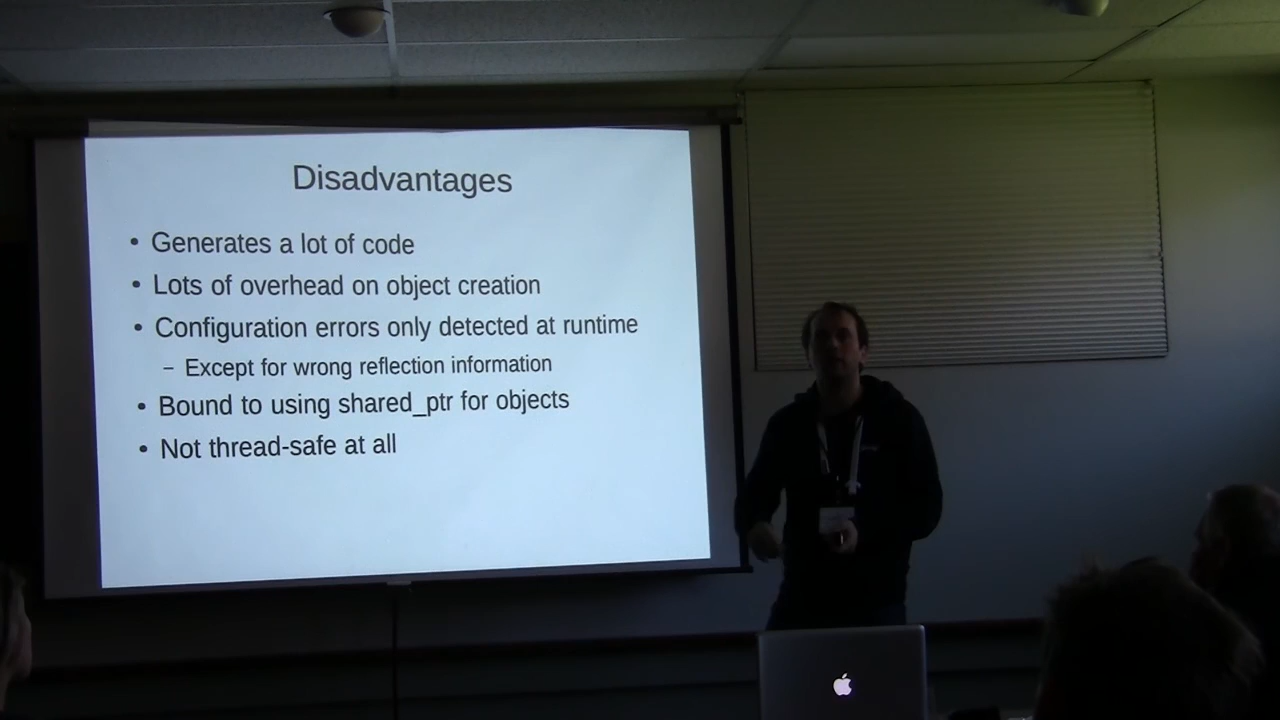 Disadvantages
• Generates a lot of code
• Lots of overhead on object creation
• Configuration errors only detected at runtime
– Except for wrong reflection information
• Bound to using shared_ptr for objects
• Not thread-safe at all